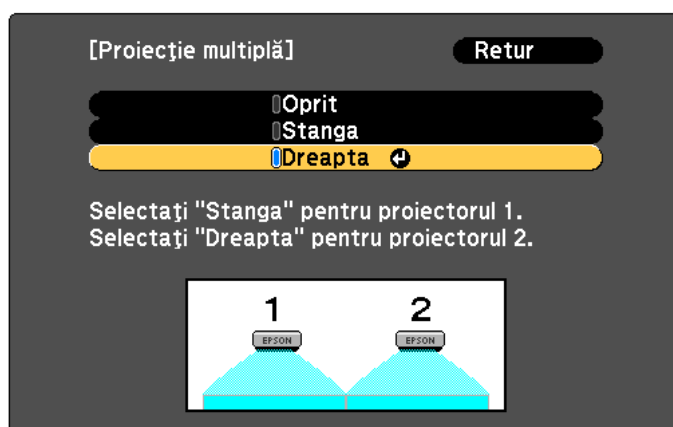 [Proiecţie multiplă] Retur
Oprit
Stanga
Dreapta
Selectaţi "Stanga" pentru proiectorul 1.
Selectaţi "Dreapta" pentru proiectorul 2.
1 2
EPSON EPSON